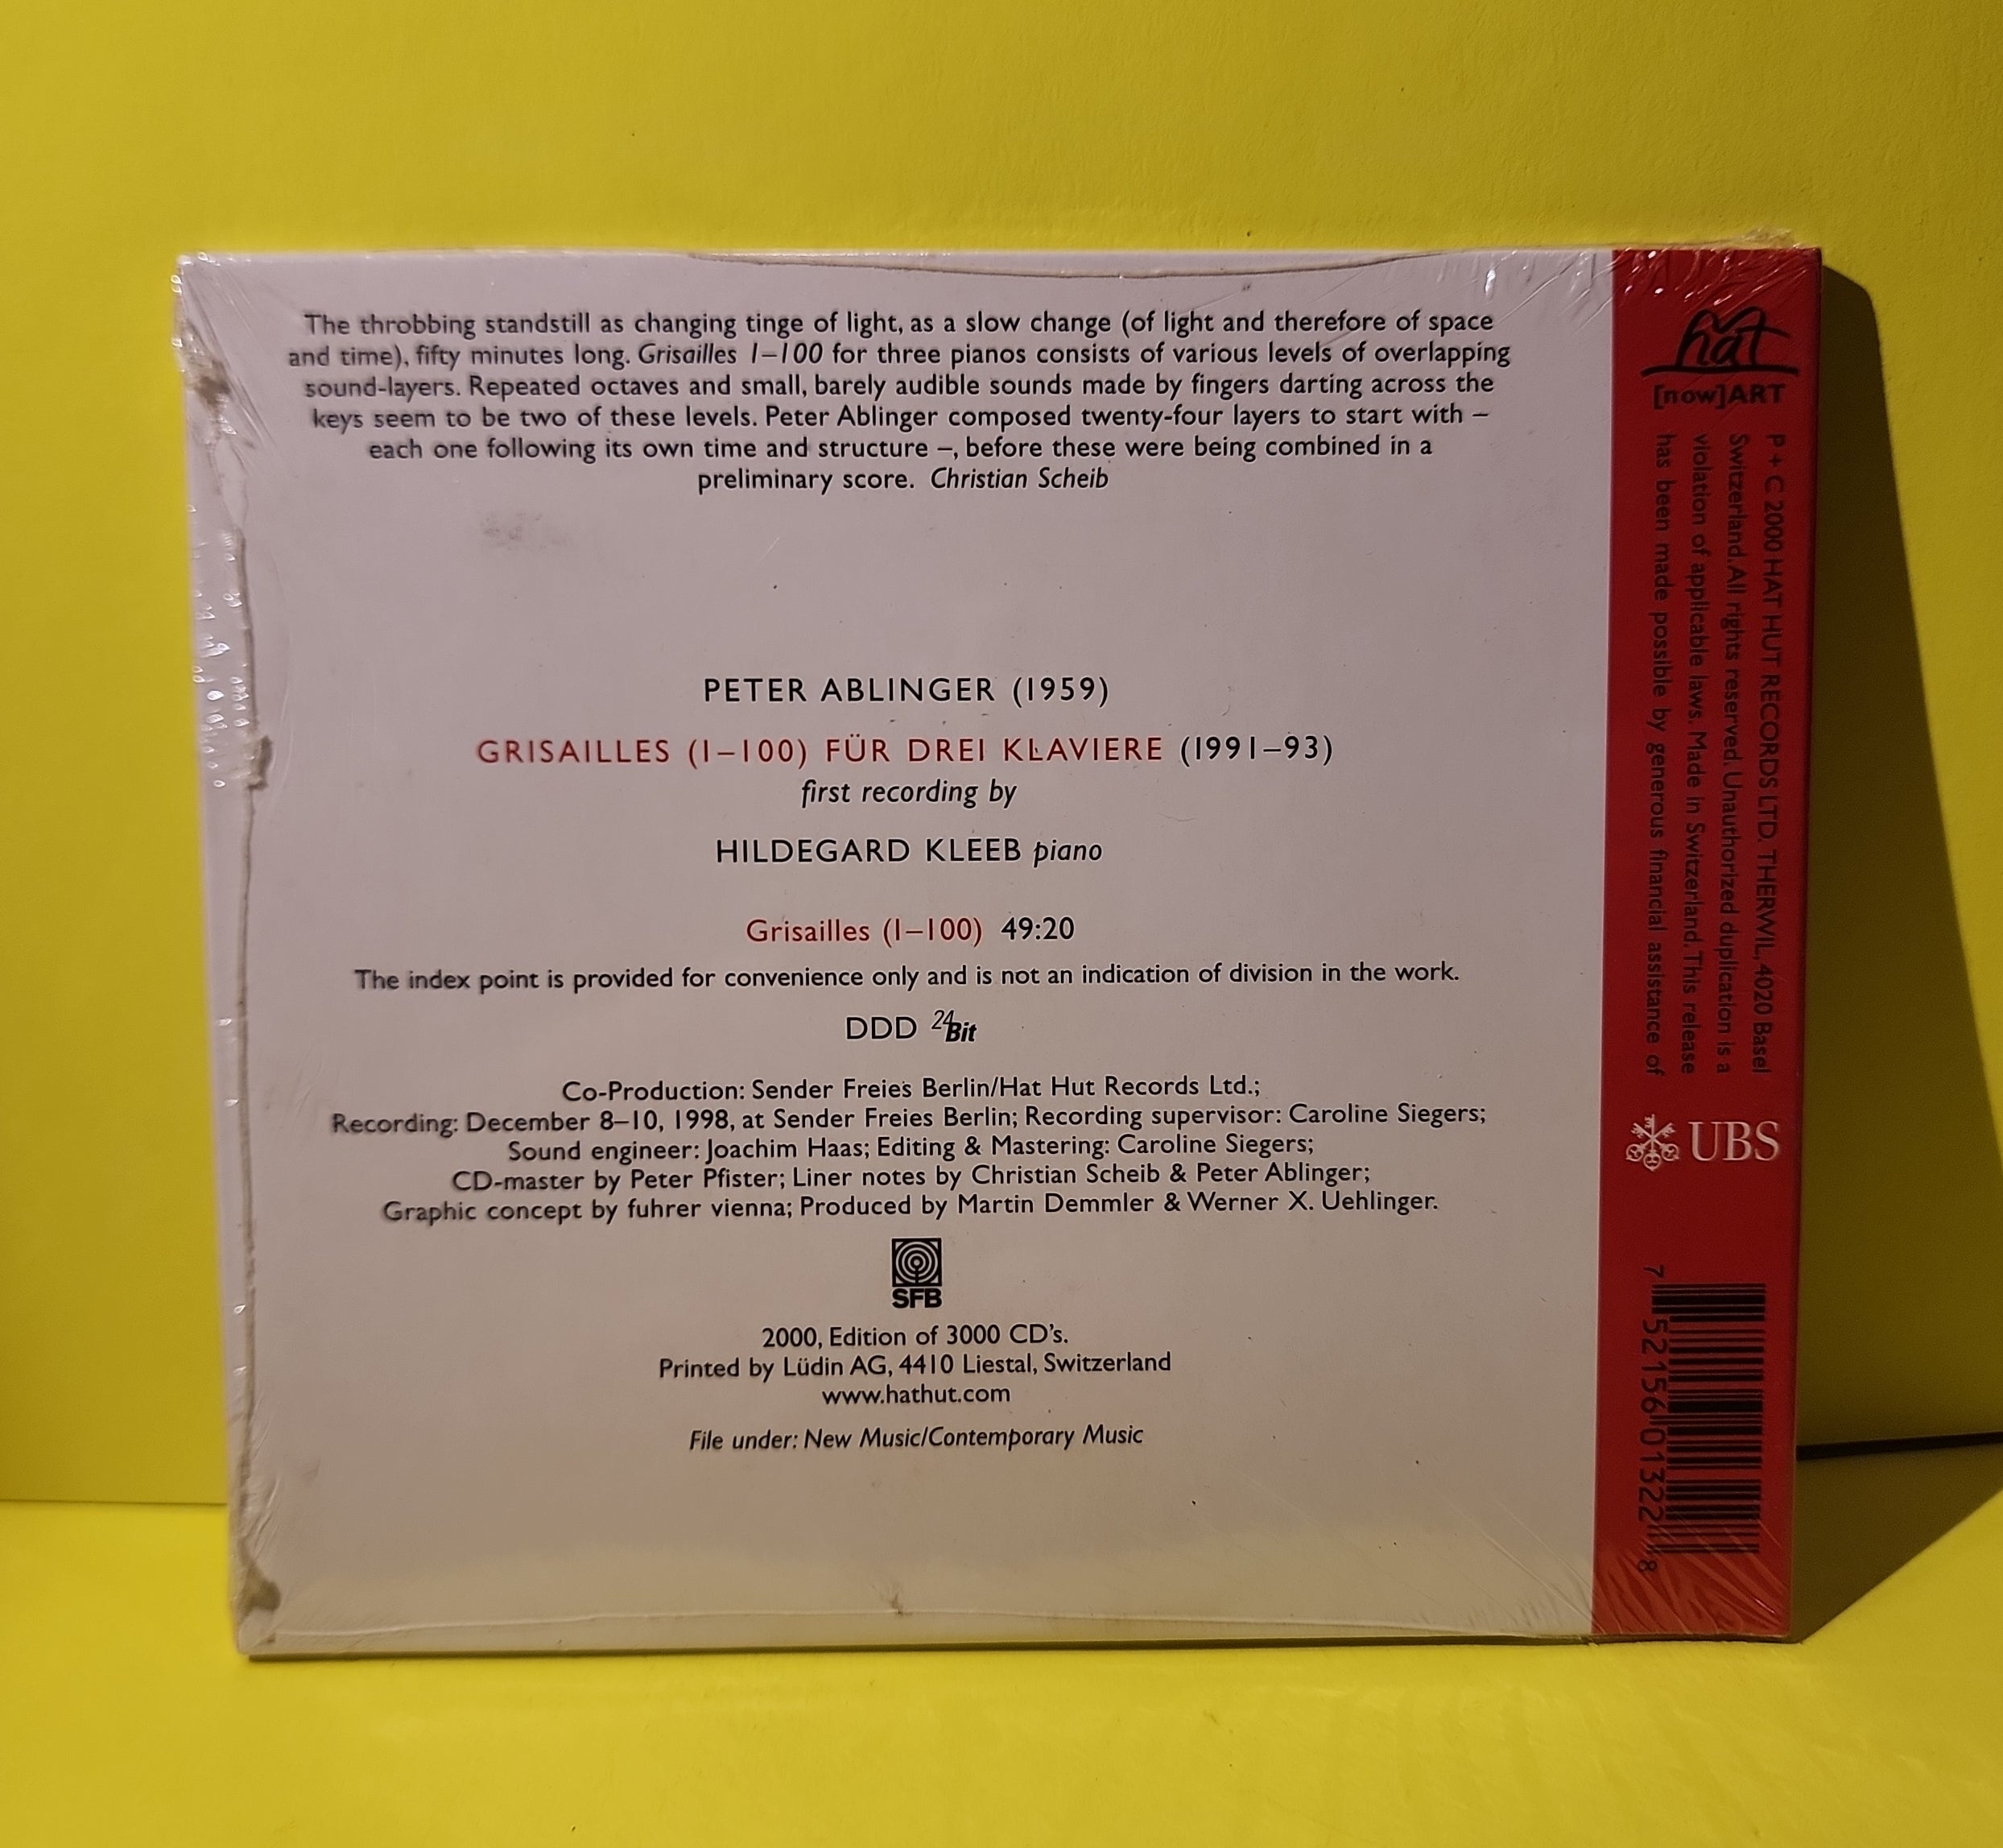 The throbbing standstill as changing tinge of light, as a slow change (of light and therefore of space
and time), fifty minutes long. Grisailles 1–100 for three pianos consists of various levels of overlapping
sound-layers. Repeated octaves and small, barely audible sounds made by fingers darting across the
keys seem to be two of these levels. Peter Ablinger composed twenty-four layers to start with –
each one following its own time and structure –, before these were being combined in a
preliminary score. Christian Scheib
PETER ABLINGER (1959)
GRISAILLES (1–100) FÜR DREI KLAVIERE (1991–93)
first recording by
HILDEGARD KLEEB piano
Grisailles (1–100) 49:20
The index point is provided for convenience only and is not an indication of division in the work.
DDD 24Bit
Co-Production: Sender Freies Berlin/Hat Hut Records Ltd.;
Recording: December 8–10, 1998, at Sender Freies Berlin; Recording supervisor: Caroline Siegers;
Sound engineer: Joachim Haas; Editing & Mastering: Caroline Siegers;
CD-master by Peter Pfister; Liner notes by Christian Scheib & Peter Ablinger;
Graphic concept by fuhrer vienna; Produced by Martin Demmler & Werner X. Uehlinger.
SFB
2000, Edition of 3000 CD's.
Printed by Lüdin AG, 4410 Liestal, Switzerland
www.hathut.com
File under: New Music/Contemporary Music
hat
[now]ART
P + C 2000 HAT HUT RECORDS LTD. THERWIL, 4020 Basel
Switzerland. All rights reserved. Unauthorized duplication is a
violation of applicable laws. Made in Switzerland. This release
has been made possible by generous financial assistance of
UBS
7 52156 01322 8